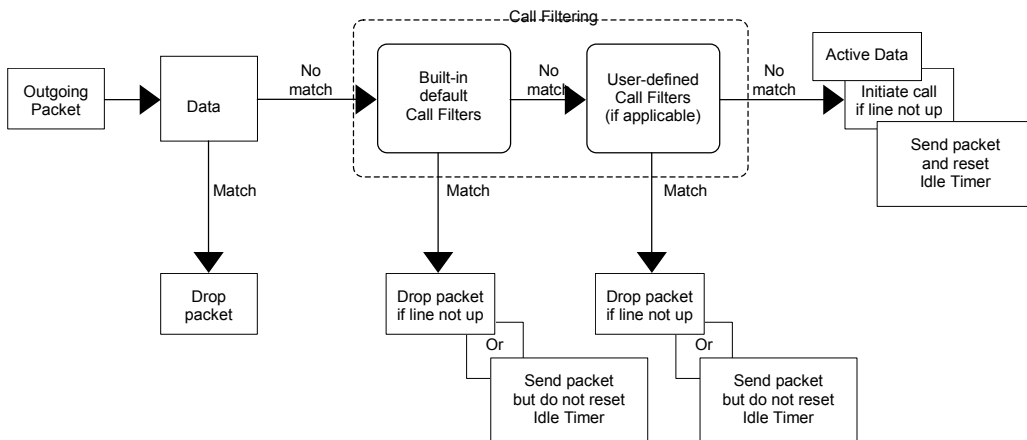 Call Filtering
Outgoing
Packet
Data
No
match
Built-in
default
Call Filters
No
match
User-defined
Call Filters
(if applicable)
No
match
Active Data
Initiate call
if line not up
Send packet
and reset
Idle Timer
Match
Match
Match
Drop
packet
Drop packet
if line not up
Or
Send packet
but do not reset
Idle Timer
Drop packet
if line not up
Or
Send packet
but do not reset
Idle Timer